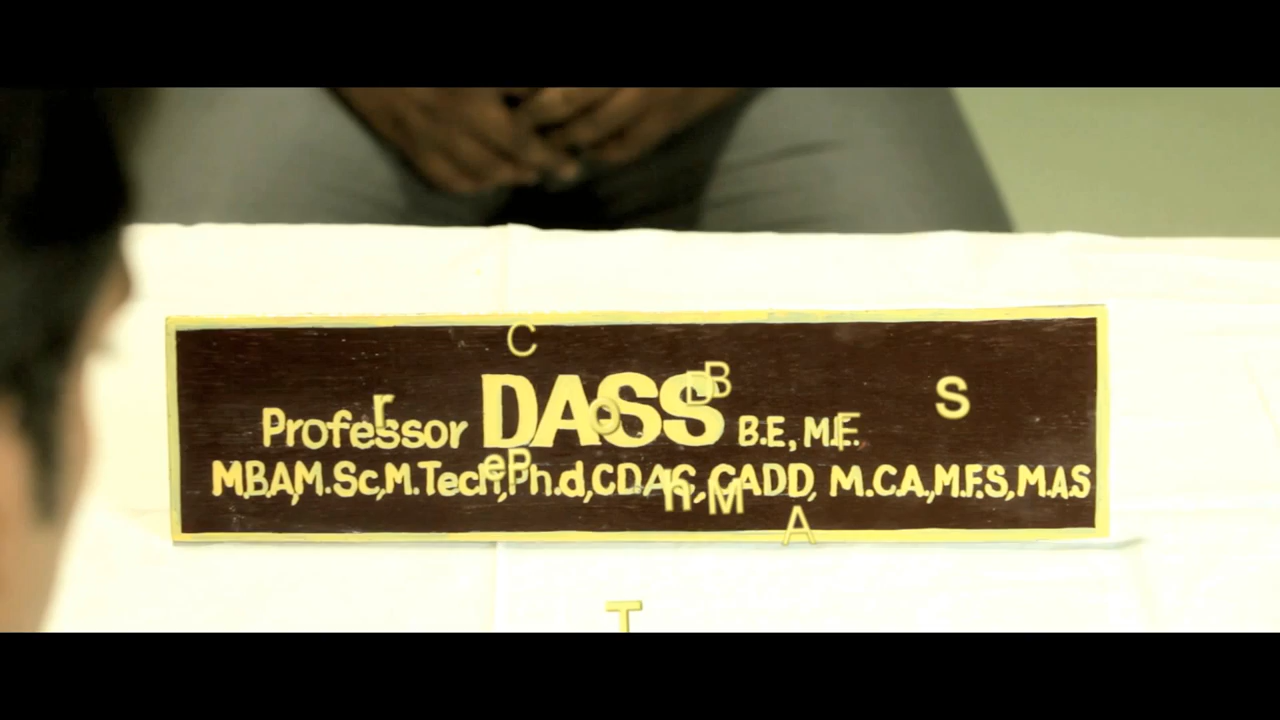 Professor DASS B.E, M.E.
M.B.A,M.Sc,M.Tech,Ph.d,CDAC,CADD, M.C.A.,M.F.S,M.A.S
C
B
r
o
S
F
e
P
h
M
A
T